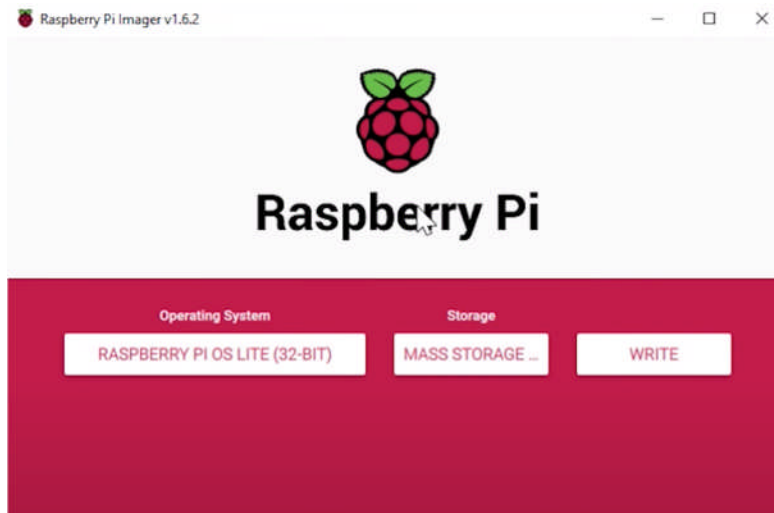 Raspberry Pi Imager v1.6.2
Raspberry Pi
Operating System
Storage
RASPBERRY PI OS LITE (32-BIT)
MASS STORAGE ...
WRITE